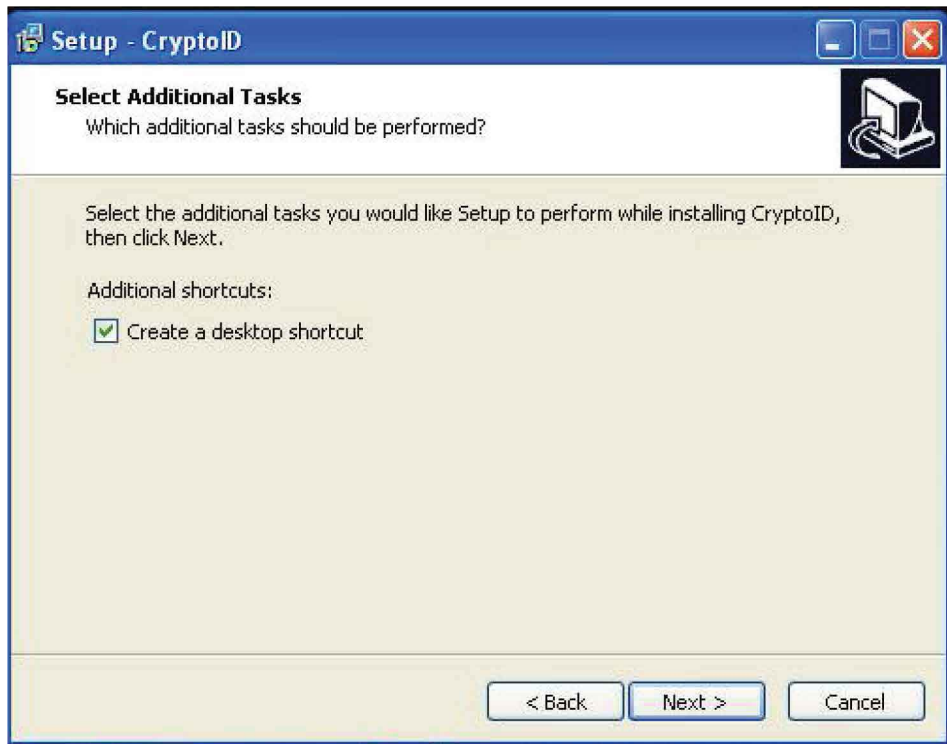 Setup - CryptoID
Select Additional Tasks
Which additional tasks should be performed?
Select the additional tasks you would like Setup to perform while installing CryptoID,
then click Next.
Additional shortcuts:
Create a desktop shortcut
< Back
Next >
Cancel